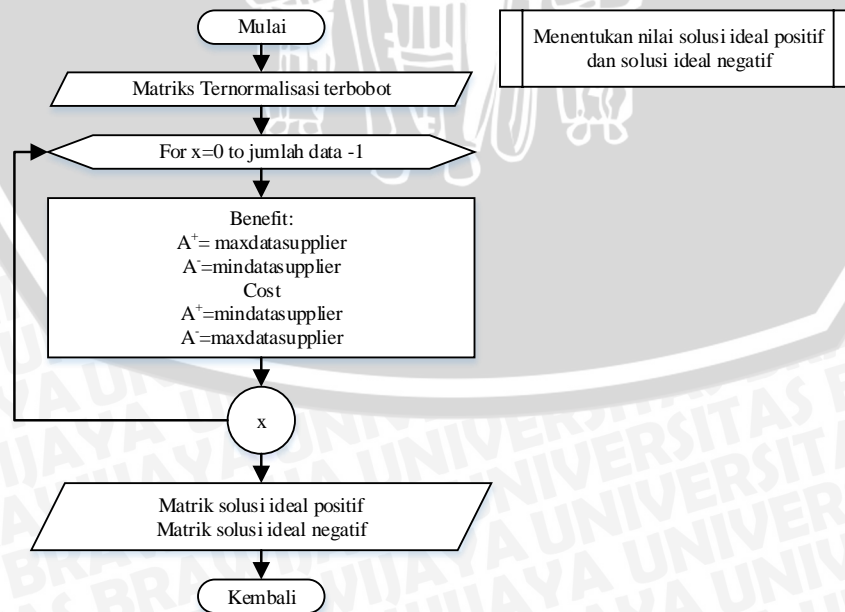 Mulai
Menentukan nilai solusi ideal positif
dan solusi ideal negatif
Matriks Ternormalisasi terbobot
For x=0 to jumlah data -1
Benefit:
A⁺= maxdatasupplier
A⁻=mindatasupplier
Cost
A⁺=mindatasupplier
A⁻=maxdatasupplier
x
Matrik solusi ideal positif
Matrik solusi ideal negatif
Kembali